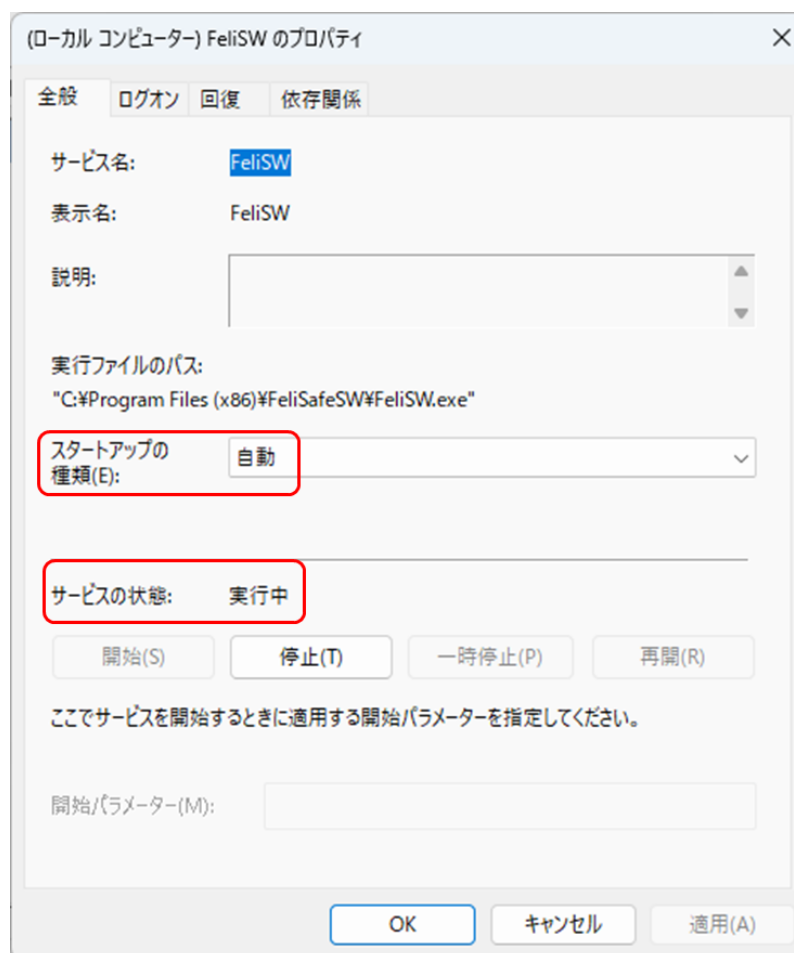 (ローカル コンピューター) FeliSW のプロパティ
全般 ログオン 回復 依存関係
サービス名: FeliSW
表示名: FeliSW
説明:
実行ファイルのパス:
"C:¥Program Files (x86)¥FeliSafeSW¥FeliSW.exe"
スタートアップの
種類(E): 自動
サービスの状態: 実行中
開始(S) 停止(T) 一時停止(P) 再開(R)
ここでサービスを開始するときに適用する開始パラメーターを指定してください。
開始パラメーター(M):
OK キャンセル 適用(A)